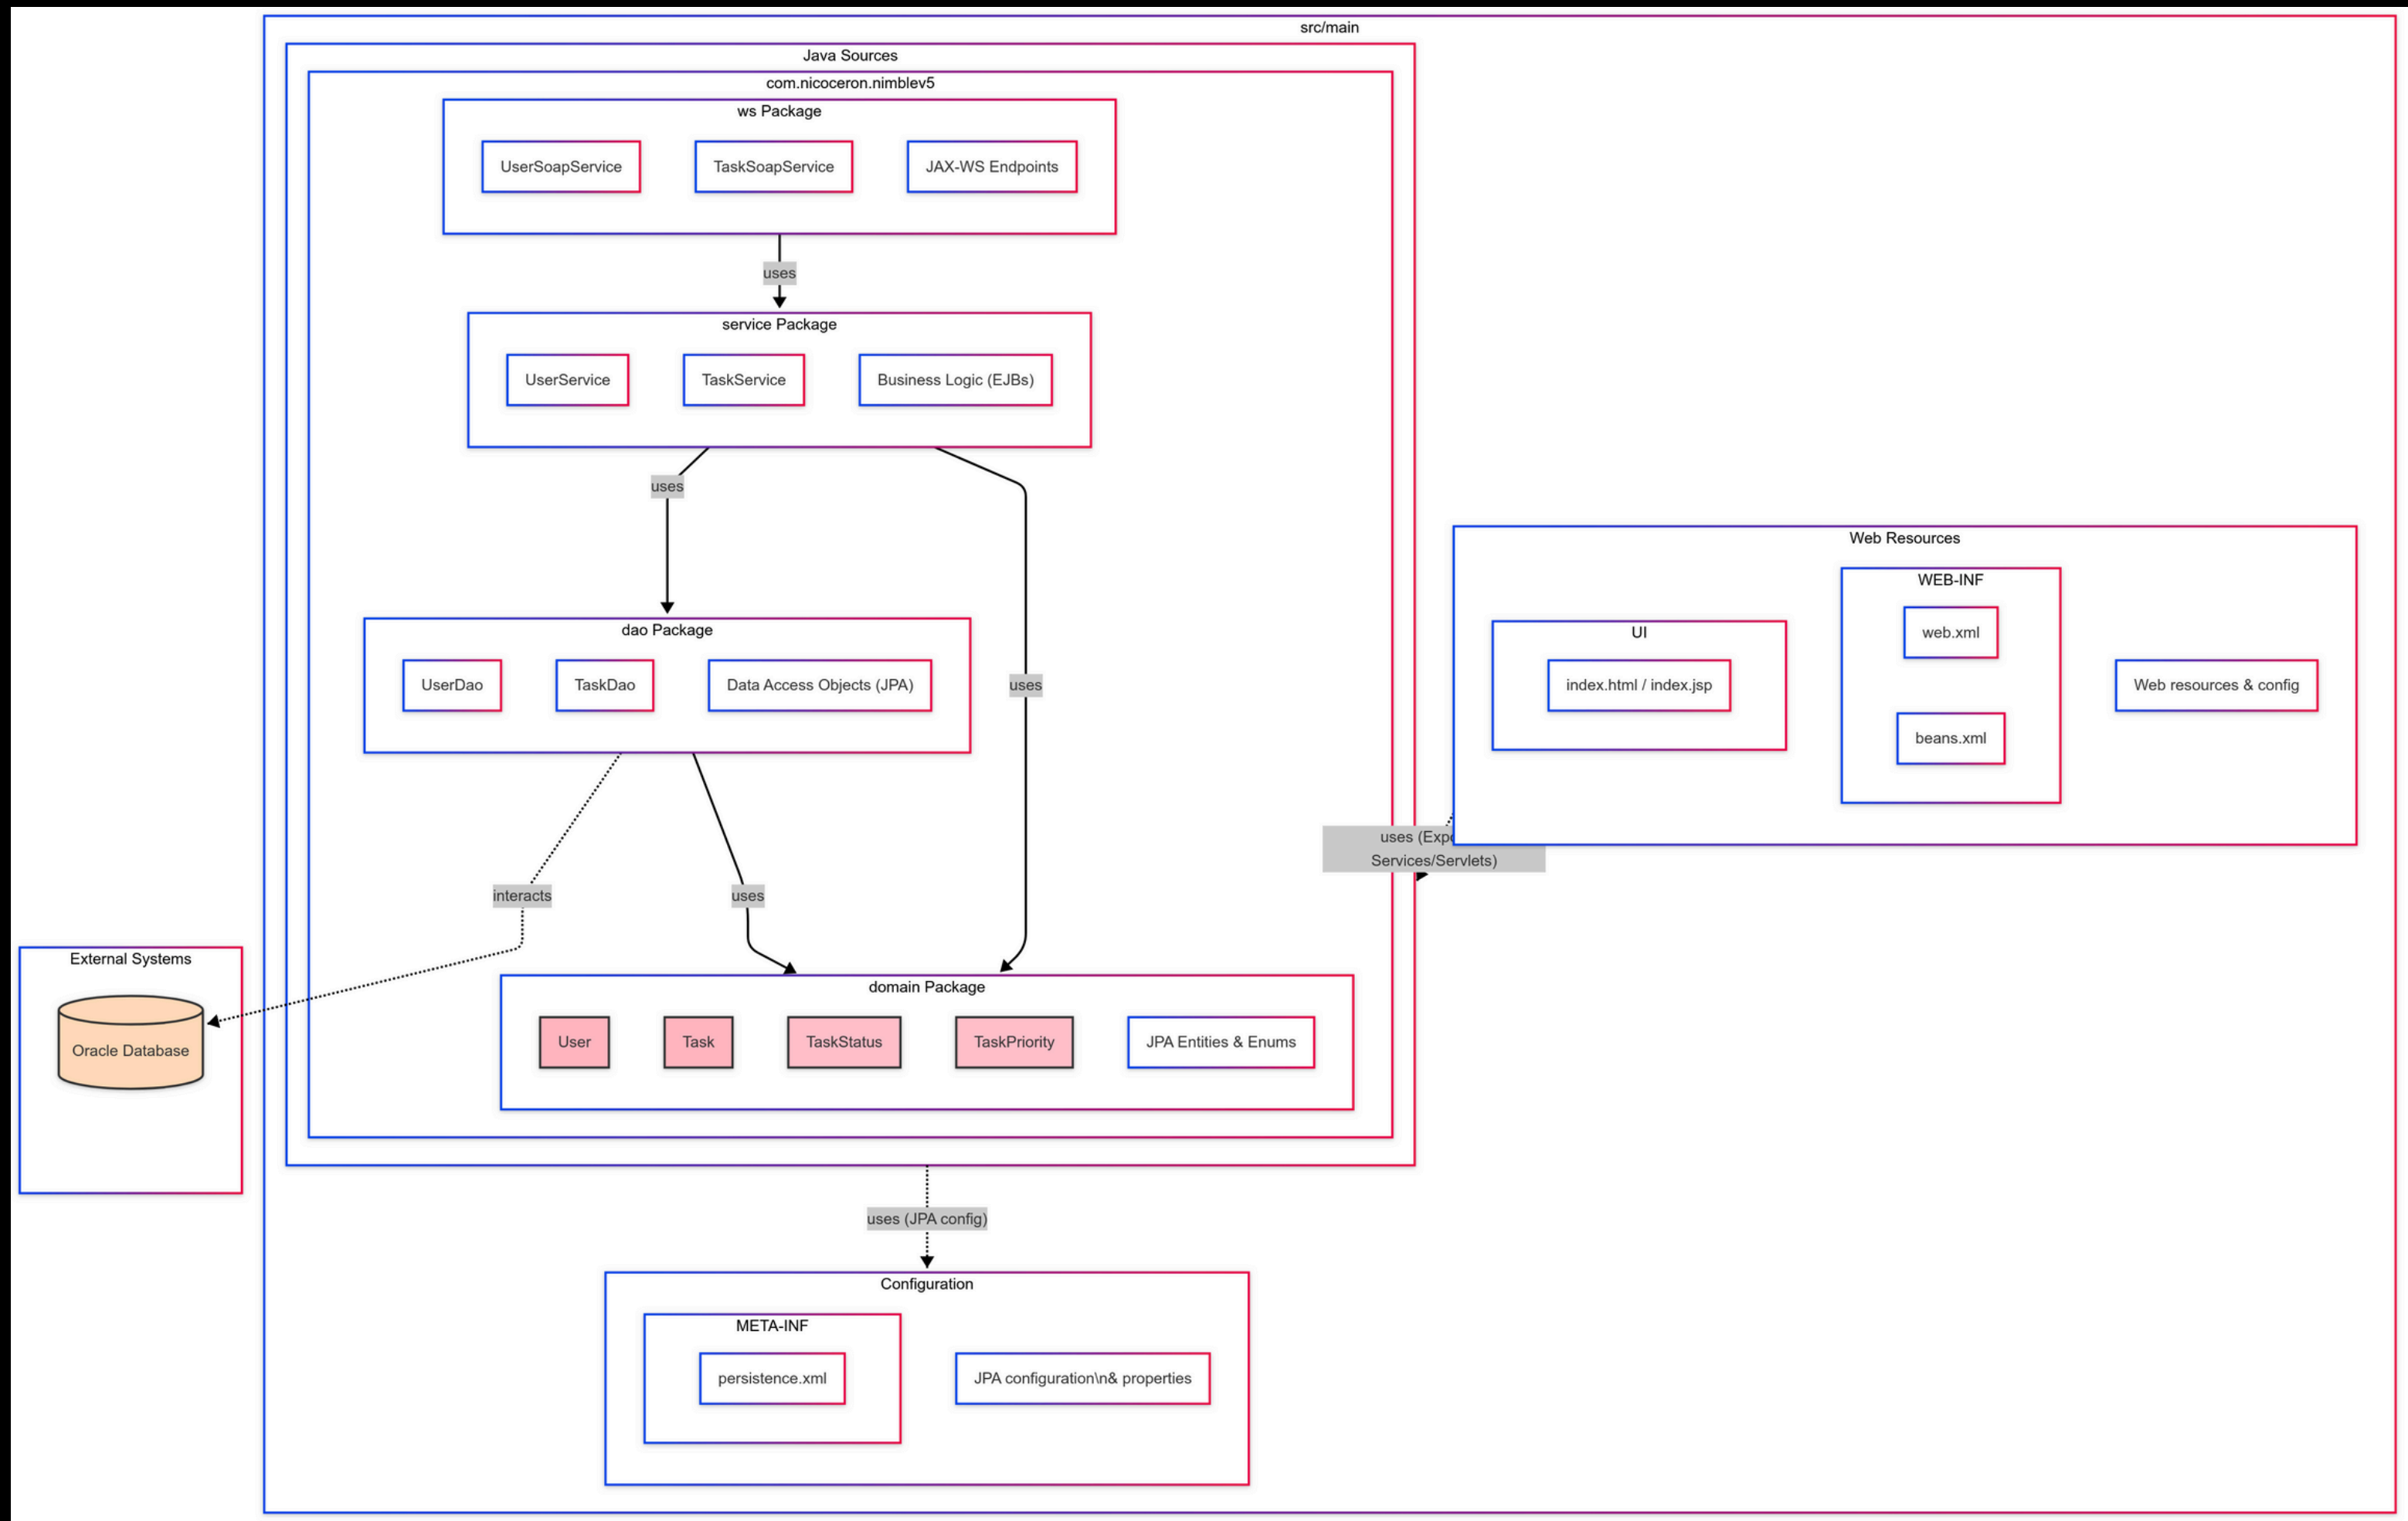 src/main
Java Sources
com.nicoceron.nimblev5
ws Package
UserSoapService
TaskSoapService
JAX-WS Endpoints
uses
service Package
UserService
TaskService
Business Logic (EJBs)
uses
uses
dao Package
UserDao
TaskDao
Data Access Objects (JPA)
interacts
uses
domain Package
User
Task
TaskStatus
TaskPriority
JPA Entities & Enums
External Systems
Oracle Database
uses (JPA config)
Configuration
META-INF
persistence.xml
JPA configuration\n& properties
Web Resources
UI
index.html / index.jsp
WEB-INF
web.xml
beans.xml
Web resources & config
uses
Services/Servlets)